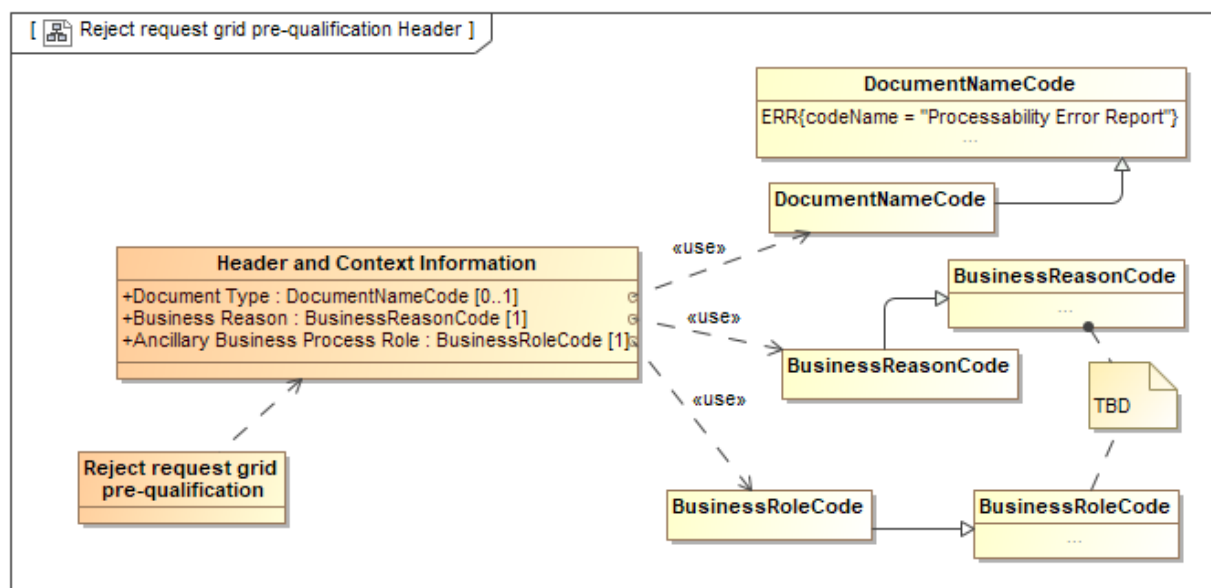 [ Reject request grid pre-qualification Header ]
DocumentNameCode
ERR{codeName = "Processability Error Report"}
...
DocumentNameCode
«use»
Header and Context Information
+Document Type : DocumentNameCode [0..1]
+Business Reason : BusinessReasonCode [1]
+Ancillary Business Process Role : BusinessRoleCode [1]
BusinessReasonCode
...
«use»
BusinessReasonCode
«use»
TBD
Reject request grid
pre-qualification
BusinessRoleCode
BusinessRoleCode
...